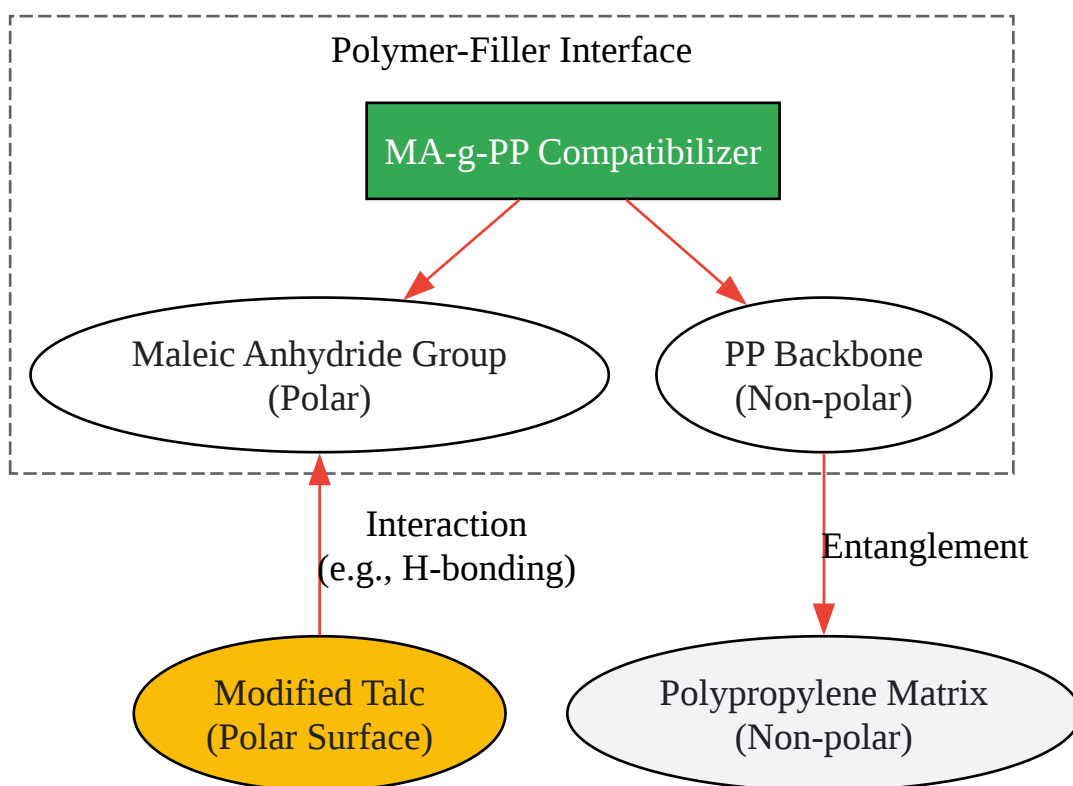 Polymer-Filler Interface
MA-g-PP Compatibilizer
Maleic Anhydride Group
(Polar)
PP Backbone
(Non-polar)
Interaction
(e.g., H-bonding)
Entanglement
Modified Talc
(Polar Surface)
Polypropylene Matrix
(Non-polar)